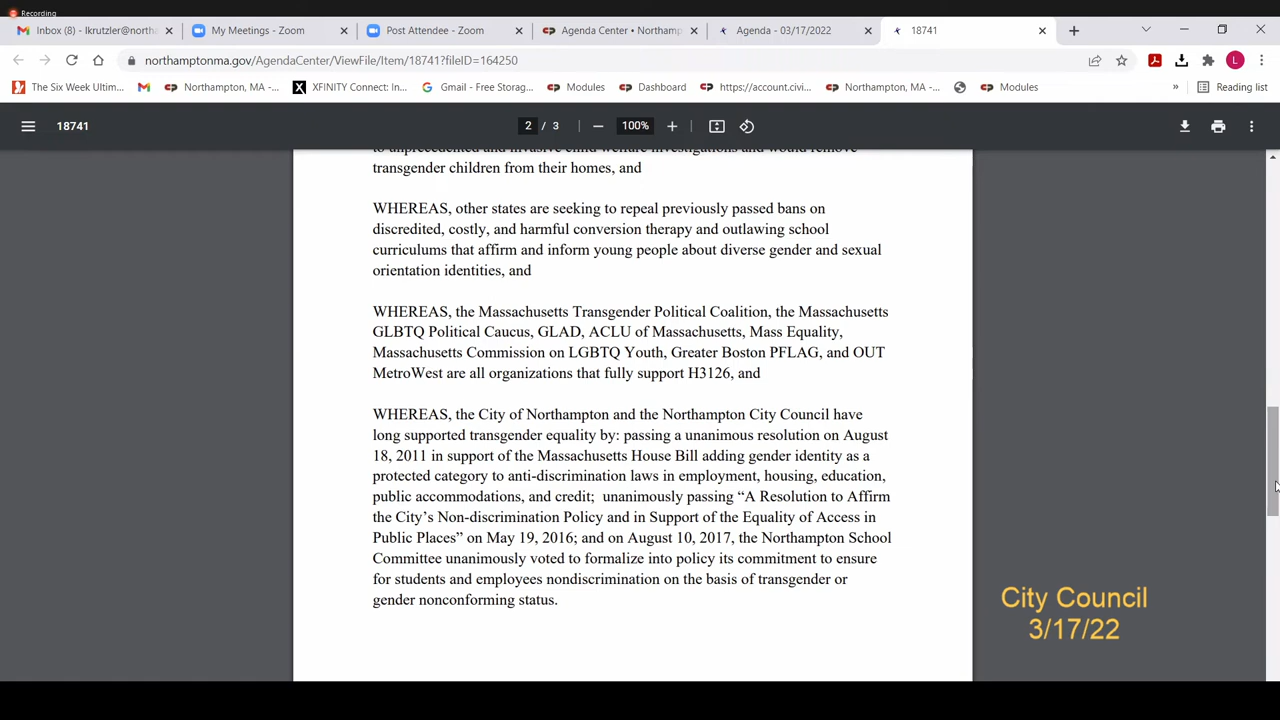 Recording
Inbox (8) - lkrutzler@north
My Meetings - Zoom
Post Attendee - Zoom
Agenda Center • Northamp
Agenda - 03/17/2022
18741
northamptonma.gov/AgendaCenter/ViewFile/Item/18741?fileID=164250
L
The Six Week Ultim...
Northampton, MA -...
XFINITY Connect: In...
Gmail - Free Storag...
Modules
Dashboard
https://account.civi...
Northampton, MA -...
Modules
»
Reading list
18741
2 / 3
100%
to unprecedented and invasive child welfare investigations and would remove
transgender children from their homes, and
WHEREAS, other states are seeking to repeal previously passed bans on
discredited, costly, and harmful conversion therapy and outlawing school
curriculums that affirm and inform young people about diverse gender and sexual
orientation identities, and
WHEREAS, the Massachusetts Transgender Political Coalition, the Massachusetts
GLBTQ Political Caucus, GLAD, ACLU of Massachusetts, Mass Equality,
Massachusetts Commission on LGBTQ Youth, Greater Boston PFLAG, and OUT
MetroWest are all organizations that fully support H3126, and
WHEREAS, the City of Northampton and the Northampton City Council have
long supported transgender equality by: passing a unanimous resolution on August
18, 2011 in support of the Massachusetts House Bill adding gender identity as a
protected category to anti-discrimination laws in employment, housing, education,
public accommodations, and credit;  unanimously passing “A Resolution to Affirm
the City’s Non-discrimination Policy and in Support of the Equality of Access in
Public Places” on May 19, 2016; and on August 10, 2017, the Northampton School
Committee unanimously voted to formalize into policy its commitment to ensure
for students and employees nondiscrimination on the basis of transgender or
gender nonconforming status.
City Council
3/17/22